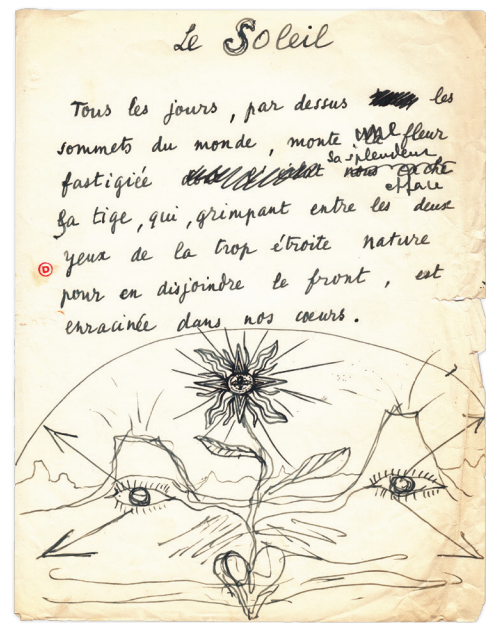 Le Soleil
Tous les jours, par dessus les
sommets du monde, monte une fleur
Sa splendeur
fastigiée nous cache
efface
Sa tige, qui, grimpant entre les deux
yeux de la trop étroite nature
D
pour en disjoindre le front, est
enracinée dans nos cœurs.